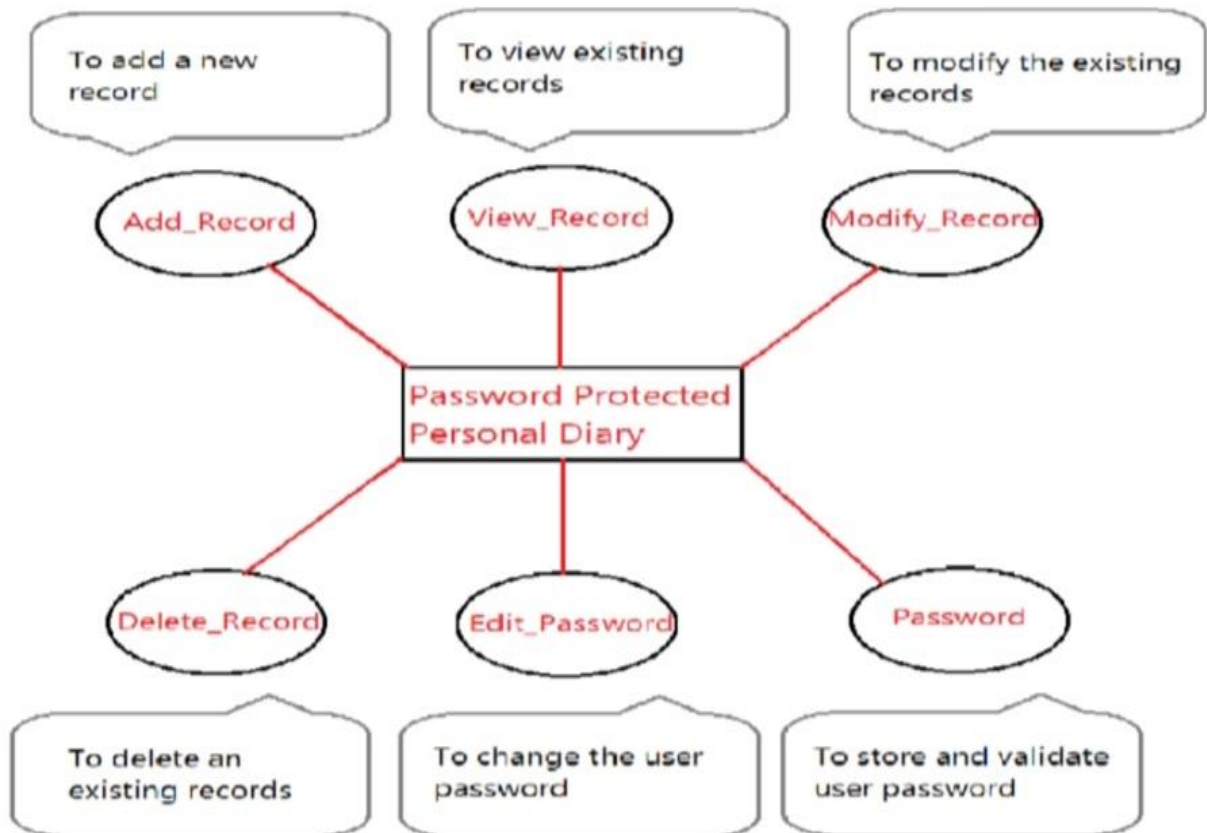 To add a new
record
To view existing
records
To modify the existing
records
Add_Record
View_Record
Modify_Record
Password Protected
Personal Diary
Delete_Record
Edit_Password
Password
To delete an
existing records
To change the user
password
To store and validate
user password